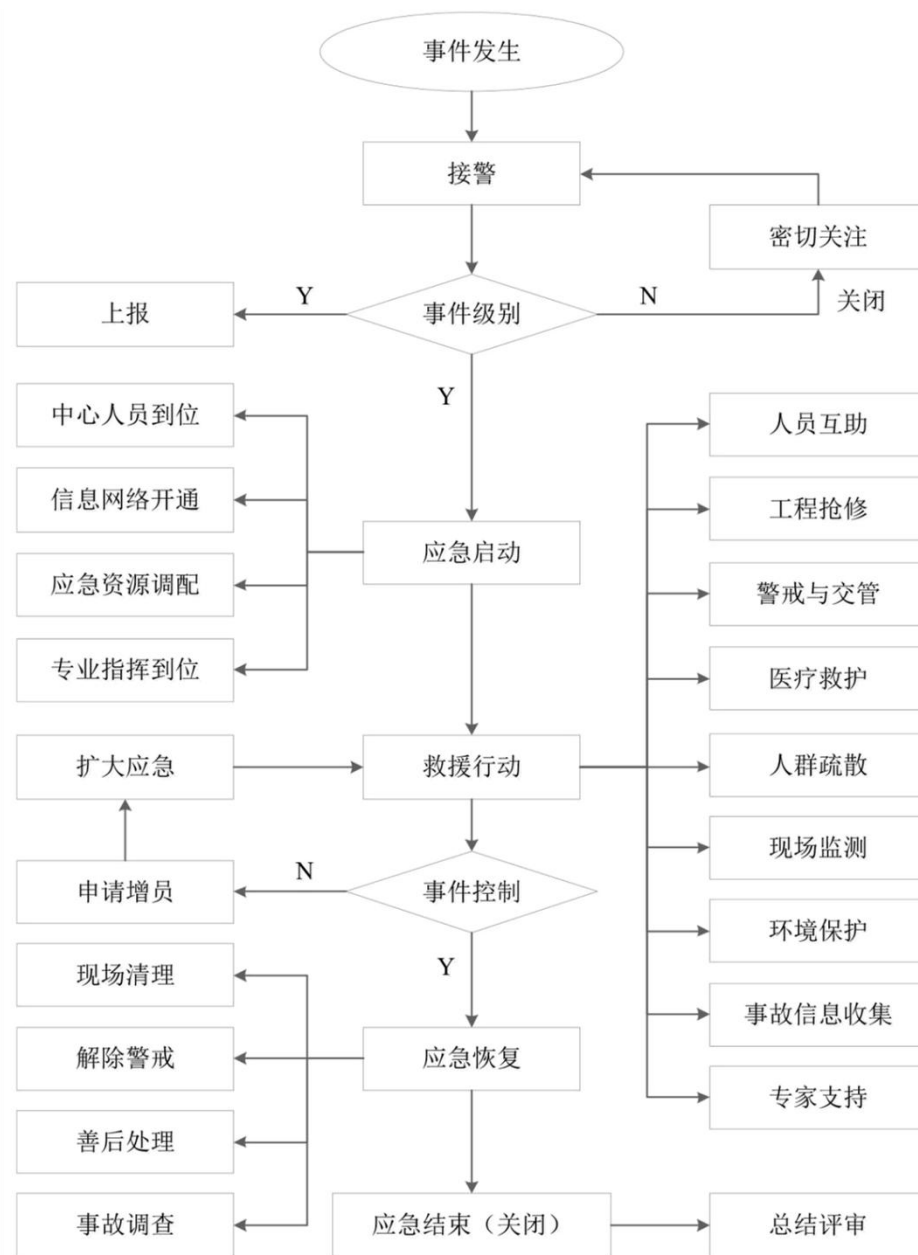 事件发生
接警
密切关注
关闭
上报
Y
事件级别
N
Y
中心人员到位
信息网络开通
应急资源调配
专业指挥到位
应急启动
人员互助
工程抢修
警戒与交管
医疗救护
人群疏散
现场监测
环境保护
事故信息收集
专家支持
扩大应急
救援行动
申请增员
N
事件控制
Y
现场清理
解除警戒
善后处理
事故调查
应急恢复
应急结束（关闭）
总结评审